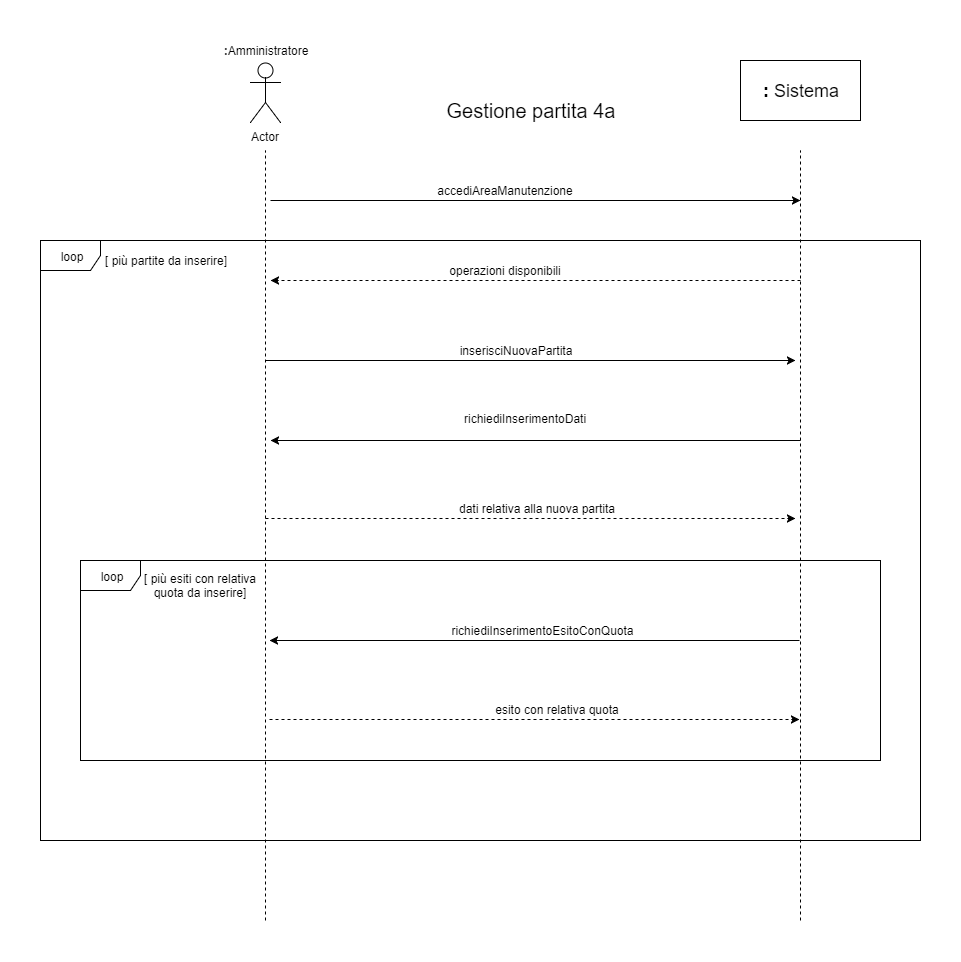 :Amministratore
Actor
Gestione partita 4a
: Sistema
accediAreaManutenzione
loop
[ più partite da inserire]
operazioni disponibili
inserisciNuovaPartita
richiediInserimentoDati
dati relativa alla nuova partita
loop
[ più esiti con relativa
quota da inserire]
richiediInserimentoEsitoConQuota
esito con relativa quota